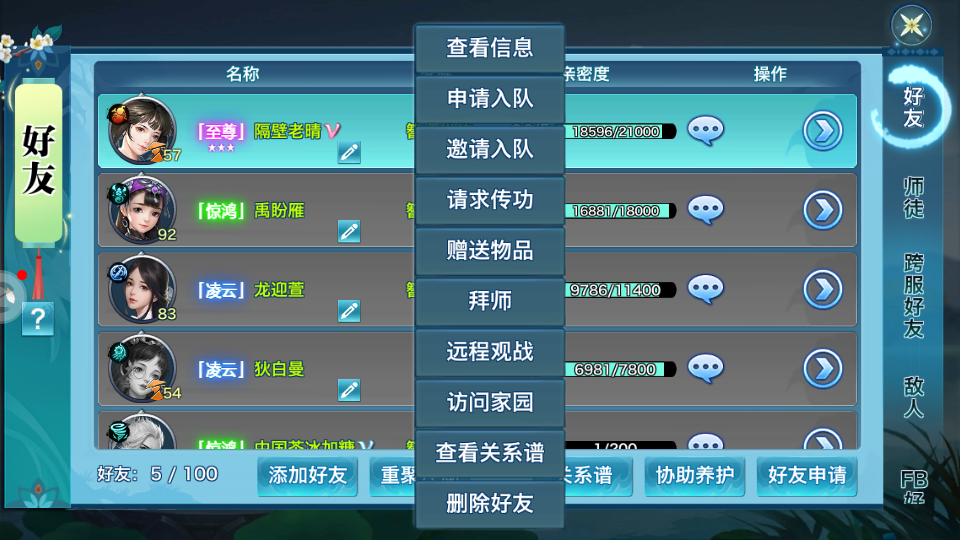 名称
亲密度
操作
好友
?
「至尊」隔壁老晴
57
18596/21000
「惊鸿」禹盼雁
92
16881/18000
「凌云」龙迎萱
83
9786/11400
「凌云」狄白曼
54
6981/7800
「惊鸿」中国茶冰加糖
1/200
好友: 5 / 100
添加好友
重聚
关系谱
协助养护
好友申请
查看信息
申请入队
邀请入队
请求传功
赠送物品
拜师
远程观战
访问家园
查看关系谱
删除好友
好友
师徒
跨服好友
敌人
FB好